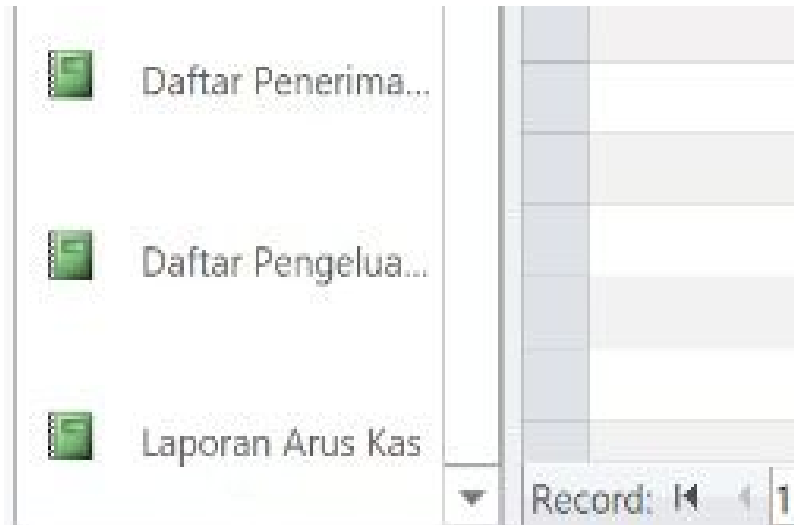 Daftar Penerima...
Daftar Pengelua...
Laporan Arus Kas
Record: 1